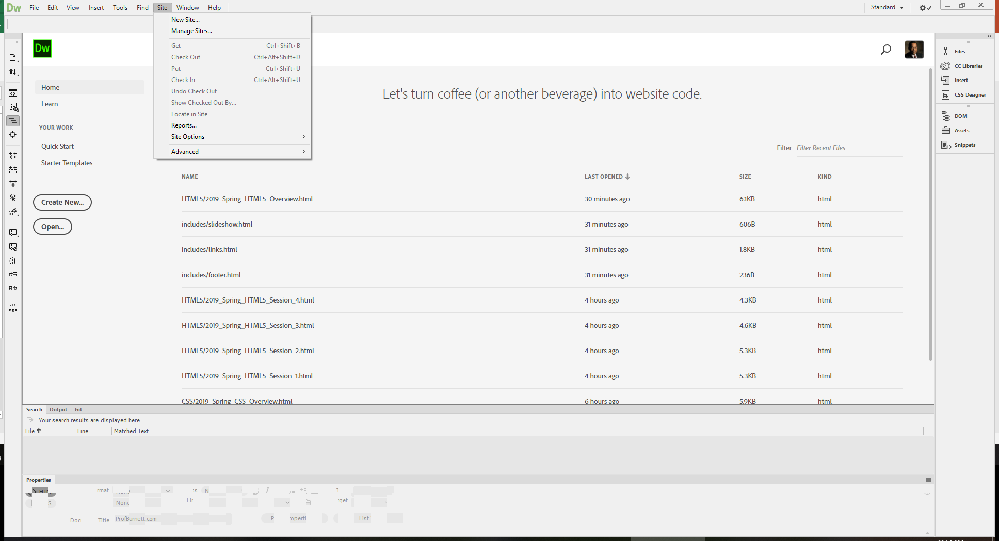 Dw File Edit View Insert Tools Find Site Window Help Standard
New Site...
Manage Sites...
Get Ctrl+Shift+B
Check Out Ctrl+Alt+Shift+D
Put Ctrl+Shift+U
Check In Ctrl+Alt+Shift+U
Undo Check Out
Show Checked Out By...
Locate in Site
Reports...
Site Options
Advanced
Dw
Home
Learn
YOUR WORK
Quick Start
Starter Templates
Create New...
Open...
Let's turn coffee (or another beverage) into website code.
Filter Filter Recent Files
NAME LAST OPENED SIZE KIND
HTML5/2019_Spring_HTML5_Overview.html 30 minutes ago 6.1KB html
includes/slideshow.html 31 minutes ago 606B html
includes/links.html 31 minutes ago 1.8KB html
includes/footer.html 31 minutes ago 236B html
HTML5/2019_Spring_HTML5_Session_4.html 4 hours ago 4.3KB html
HTML5/2019_Spring_HTML5_Session_3.html 4 hours ago 4.6KB html
HTML5/2019_Spring_HTML5_Session_2.html 4 hours ago 5.3KB html
HTML5/2019_Spring_HTML5_Session_1.html 4 hours ago 5.3KB html
CSS/2019_Spring_CSS_Overview.html 6 hours ago 5.9KB html
Files
CC Libraries
Insert
CSS Designer
DOM
Assets
Snippets
Search Output Git
Your search results are displayed here
File Line Matched Text
Properties
HTML Format None Class None B I Title
CSS ID None Link Target
Document Title ProfBurnett.com Page Properties... List Item...